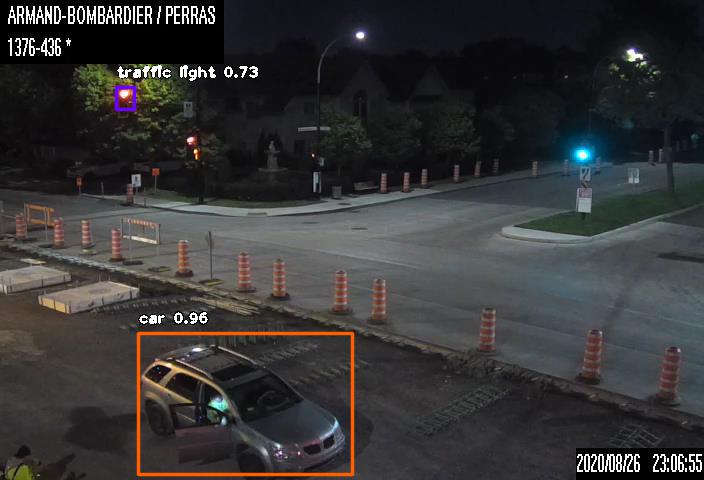 ARMAND-BOMBARDIER / PERRAS
1376-436 *
traffic light 0.73
car 0.96
2020/08/26 23:06:55